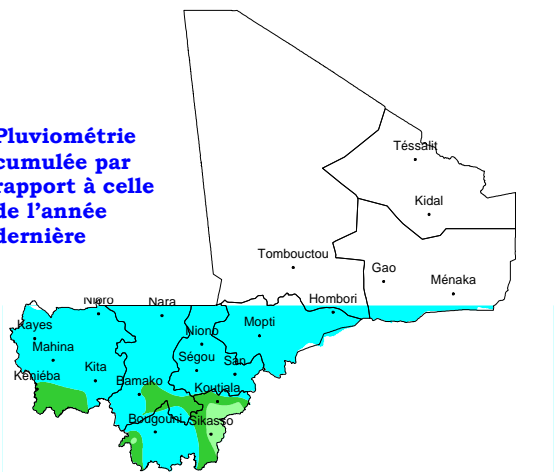 Pluviométrie
cumulée par
rapport à celle
de l'année
dernière
Téssalit
Kidal
Tombouctou
Gao
Ménaka
Hombori
Nioro
Nara
Kayes
Niono
Mopti
Mahina
Ségou
San
Kéniéba
Kita
Bamako
Koutiala
Bougouni
Sikasso